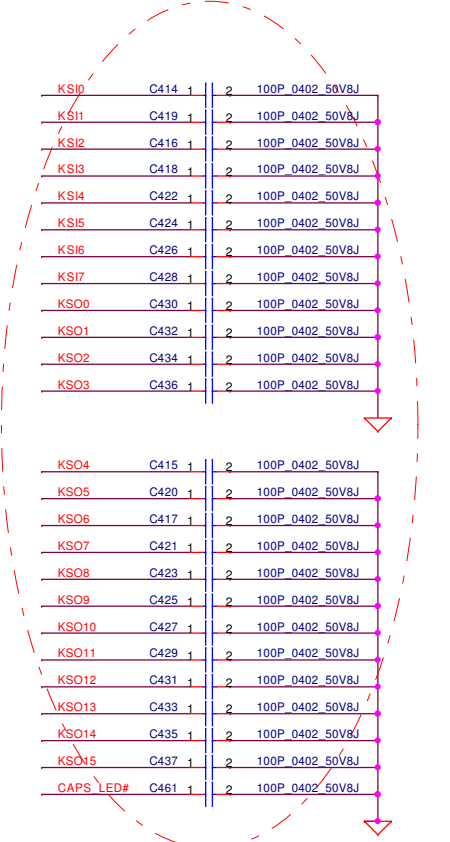 KSI0 C414 1 2 100P_0402_50V8J
KSI1 C419 1 2 100P_0402_50V8J
KSI2 C416 1 2 100P_0402_50V8J
KSI3 C418 1 2 100P_0402_50V8J
KSI4 C422 1 2 100P_0402_50V8J
KSI5 C424 1 2 100P_0402_50V8J
KSI6 C426 1 2 100P_0402_50V8J
KSI7 C428 1 2 100P_0402_50V8J
KSO0 C430 1 2 100P_0402_50V8J
KSO1 C432 1 2 100P_0402_50V8J
KSO2 C434 1 2 100P_0402_50V8J
KSO3 C436 1 2 100P_0402_50V8J
KSO4 C415 1 2 100P_0402_50V8J
KSO5 C420 1 2 100P_0402_50V8J
KSO6 C417 1 2 100P_0402_50V8J
KSO7 C421 1 2 100P_0402_50V8J
KSO8 C423 1 2 100P_0402_50V8J
KSO9 C425 1 2 100P_0402_50V8J
KSO10 C427 1 2 100P_0402_50V8J
KSO11 C429 1 2 100P_0402_50V8J
KSO12 C431 1 2 100P_0402_50V8J
KSO13 C433 1 2 100P_0402_50V8J
KSO14 C435 1 2 100P_0402_50V8J
KSO15 C437 1 2 100P_0402_50V8J
CAPS_LED# C461 1 2 100P_0402_50V8J